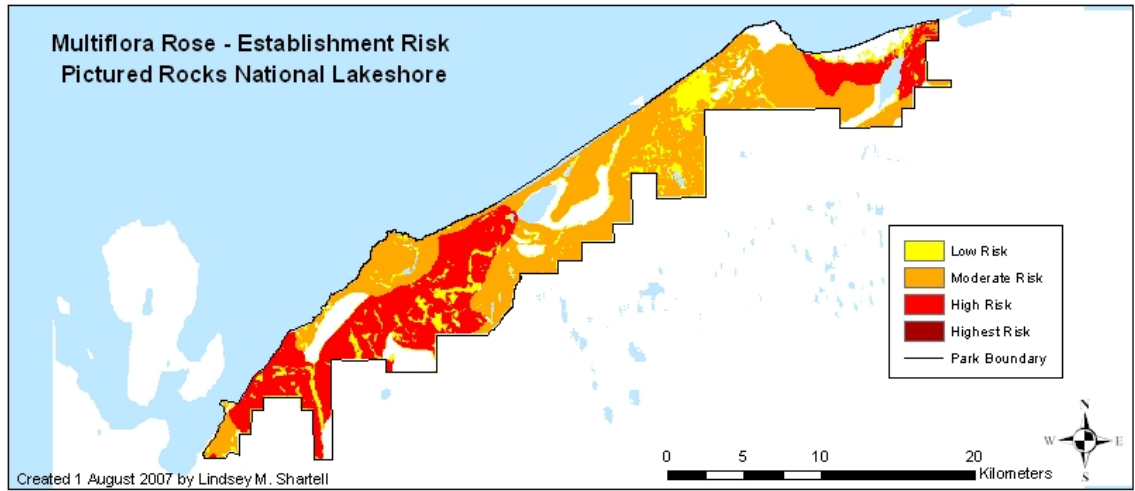 Multiflora Rose - Establishment Risk
Pictured Rocks National Lakeshore
Low Risk
Moderate Risk
High Risk
Highest Risk
Park Boundary
N
W E
S
0 5 10 20
Kilometers
Created 1 August 2007 by Lindsey M. Shartell